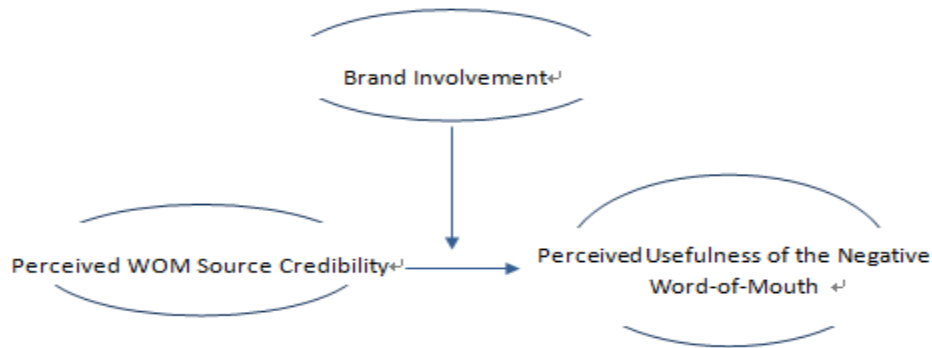 Brand Involvement↵
Perceived WOM Source Credibility↵
Perceived Usefulness of the Negative
Word-of-Mouth ↵